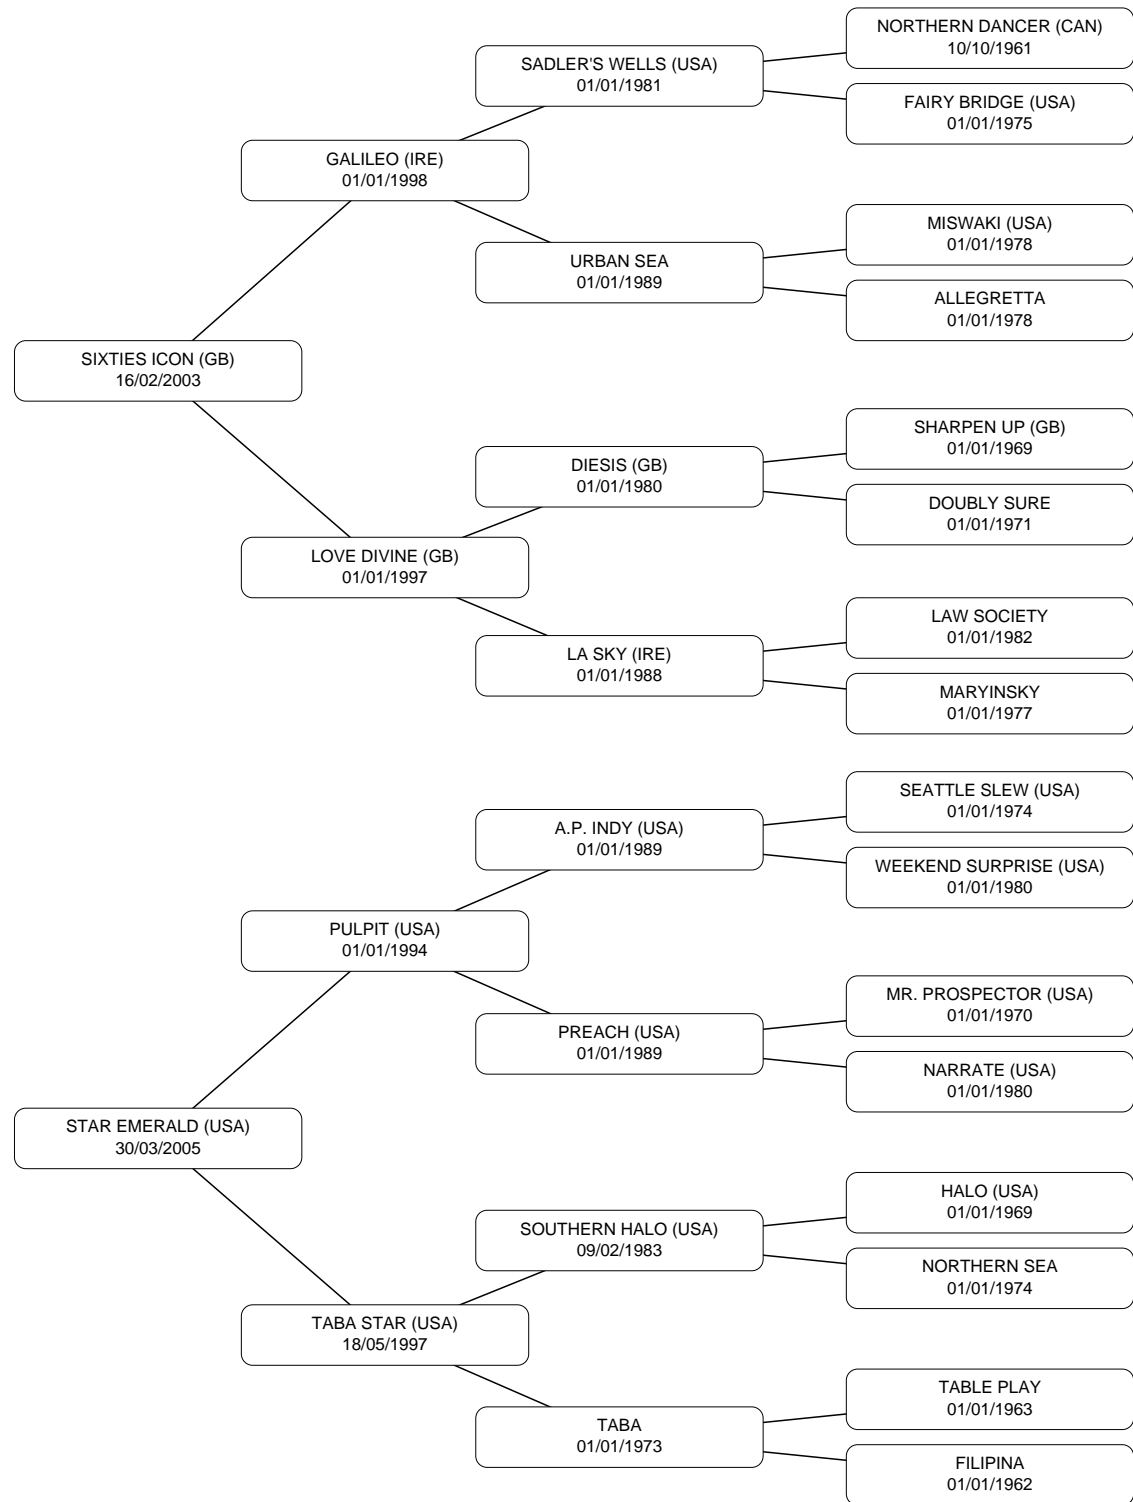 NORTHERN DANCER (CAN)
10/10/1961
SADLER'S WELLS (USA)
01/01/1981
FAIRY BRIDGE (USA)
01/01/1975
GALILEO (IRE)
01/01/1998
MISWAKI (USA)
01/01/1978
URBAN SEA
01/01/1989
ALLEGRETTA
01/01/1978
SIXTIES ICON (GB)
16/02/2003
SHARPEN UP (GB)
01/01/1969
DIESIS (GB)
01/01/1980
DOUBLY SURE
01/01/1971
LOVE DIVINE (GB)
01/01/1997
LAW SOCIETY
01/01/1982
LA SKY (IRE)
01/01/1988
MARYINSKY
01/01/1977
SEATTLE SLEW (USA)
01/01/1974
A.P. INDY (USA)
01/01/1989
WEEKEND SURPRISE (USA)
01/01/1980
PULPIT (USA)
01/01/1994
MR. PROSPECTOR (USA)
01/01/1970
PREACH (USA)
01/01/1989
NARRATE (USA)
01/01/1980
STAR EMERALD (USA)
30/03/2005
HALO (USA)
01/01/1969
SOUTHERN HALO (USA)
09/02/1983
NORTHERN SEA
01/01/1974
TABA STAR (USA)
18/05/1997
TABLE PLAY
01/01/1963
TABA
01/01/1973
FILIPINA
01/01/1962